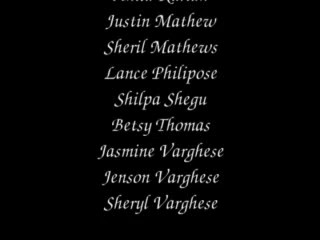 Justin Mathew
Sheril Mathews
Lance Philipose
Shilpa Shegu
Betsy Thomas
Jasmine Varghese
Jenson Varghese
Sheryl Varghese